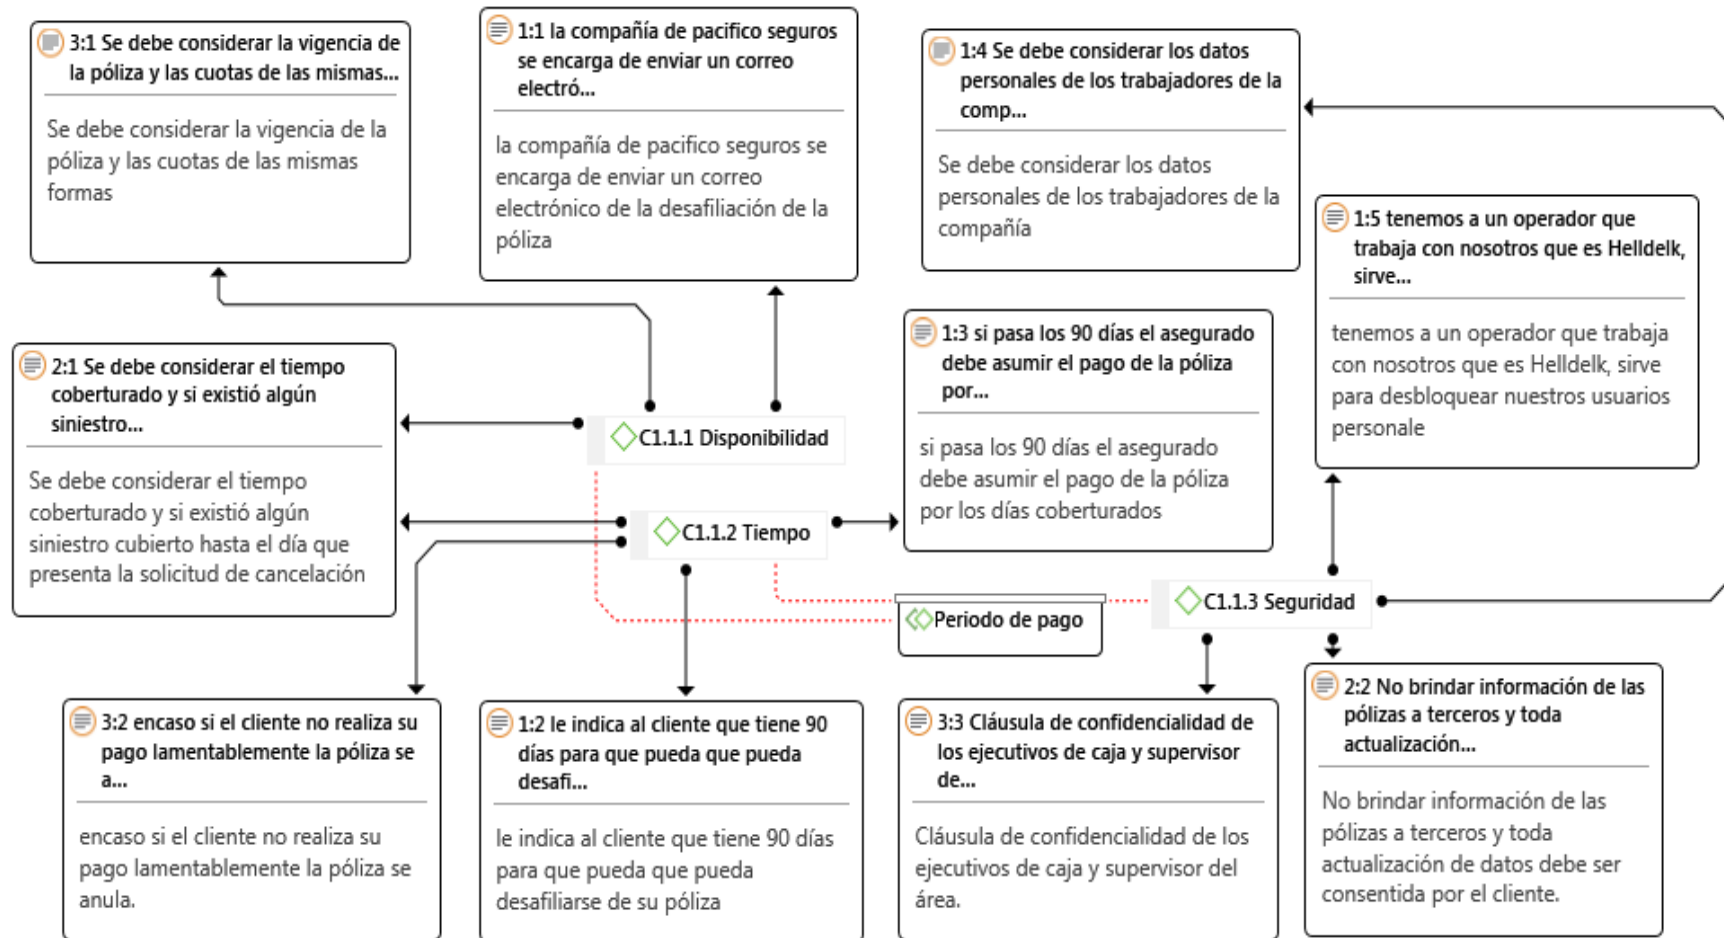 3:1 Se debe considerar la vigencia de
la póliza y las cuotas de las mismas...
Se debe considerar la vigencia de la
póliza y las cuotas de las mismas
formas
1:1 la compañía de pacifico seguros
se encarga de enviar un correo
electró...
la compañía de pacifico seguros se
encarga de enviar un correo
electrónico de la desafiliación de la
póliza
1:4 Se debe considerar los datos
personales de los trabajadores de la
comp...
Se debe considerar los datos
personales de los trabajadores de la
compañía
1:5 tenemos a un operador que
trabaja con nosotros que es Helldelk,
sirve...
tenemos a un operador que trabaja
con nosotros que es Helldelk, sirve
para desbloquear nuestros usuarios
personale
2:1 Se debe considerar el tiempo
coberturado y si existió algún
siniestro...
Se debe considerar el tiempo
coberturado y si existió algún
siniestro cubierto hasta el día que
presenta la solicitud de cancelación
C1.1.1 Disponibilidad
1:3 si pasa los 90 días el asegurado
debe asumir el pago de la póliza
por...
si pasa los 90 días el asegurado
debe asumir el pago de la póliza
por los días coberturados
C1.1.2 Tiempo
C1.1.3 Seguridad
Periodo de pago
3:2 encaso si el cliente no realiza su
pago lamentablemente la póliza se
a...
encaso si el cliente no realiza su
pago lamentablemente la póliza se
anula.
1:2 le indica al cliente que tiene 90
días para que pueda que pueda
desafi...
le indica al cliente que tiene 90 días
para que pueda que pueda
desafiliarse de su póliza
3:3 Cláusula de confidencialidad de
los ejecutivos de caja y supervisor
de...
Cláusula de confidencialidad de los
ejecutivos de caja y supervisor del
área.
2:2 No brindar información de las
pólizas a terceros y toda
actualización...
No brindar información de las
pólizas a terceros y toda
actualización de datos debe ser
consentida por el cliente.